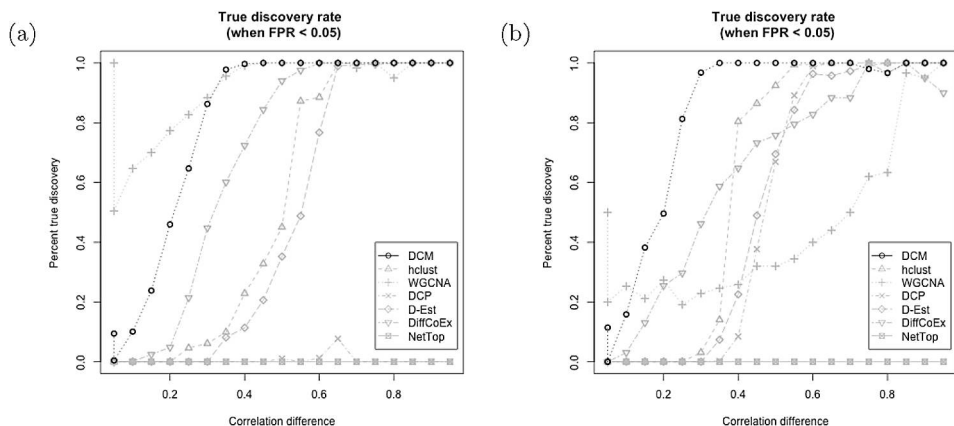 (a)
True discovery rate
(when FPR < 0.05)
Percent true discovery
1.0
0.8
0.6
0.4
0.2
0.0
0.2 0.4 0.6 0.8
Correlation difference
DCM
hclust
WGCNA
DCP
D-Est
DiffCoEx
NetTop
(b)
True discovery rate
(when FPR < 0.05)
Percent true discovery
1.0
0.8
0.6
0.4
0.2
0.0
0.2 0.4 0.6 0.8
Correlation difference
DCM
hclust
WGCNA
DCP
D-Est
DiffCoEx
NetTop